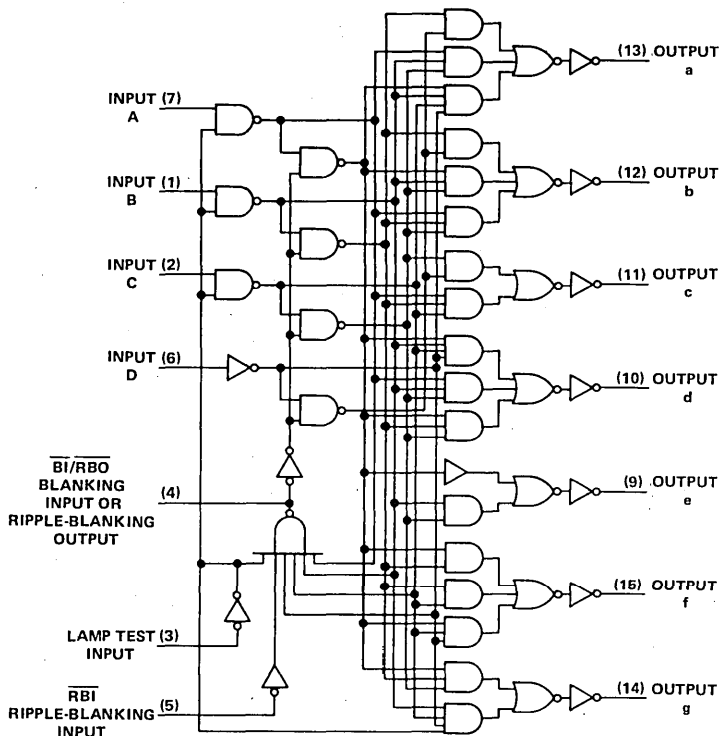 INPUT (7)
A
INPUT (1)
B
INPUT (2)
C
INPUT (6)
D
BI/RBO
BLANKING
INPUT OR (4)
RIPPLE-BLANKING
OUTPUT
LAMP TEST (3)
INPUT
RBI
RIPPLE-BLANKING (5)
INPUT
(13) OUTPUT
a
(12) OUTPUT
b
(11) OUTPUT
c
(10) OUTPUT
d
(9) OUTPUT
e
(15) OUTPUT
f
(14) OUTPUT
g